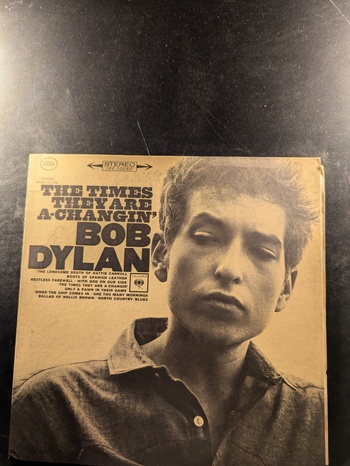 STEREO
THE TIMES
THEY ARE
A-CHANGIN'
BOB
DYLAN
THE LONESOME DEATH OF HATTIE CARROLL
BOOTS OF SPANISH LEATHER
RESTLESS FAREWELL · WITH GOD ON OUR SIDE
THE TIMES THEY ARE A-CHANGIN
ONLY A PAWN IN THEIR GAME
WHEN THE SHIP COMES IN · ONE TOO MANY MORNINGS
BALLAD OF HOLLIS BROWN · NORTH COUNTRY BLUES